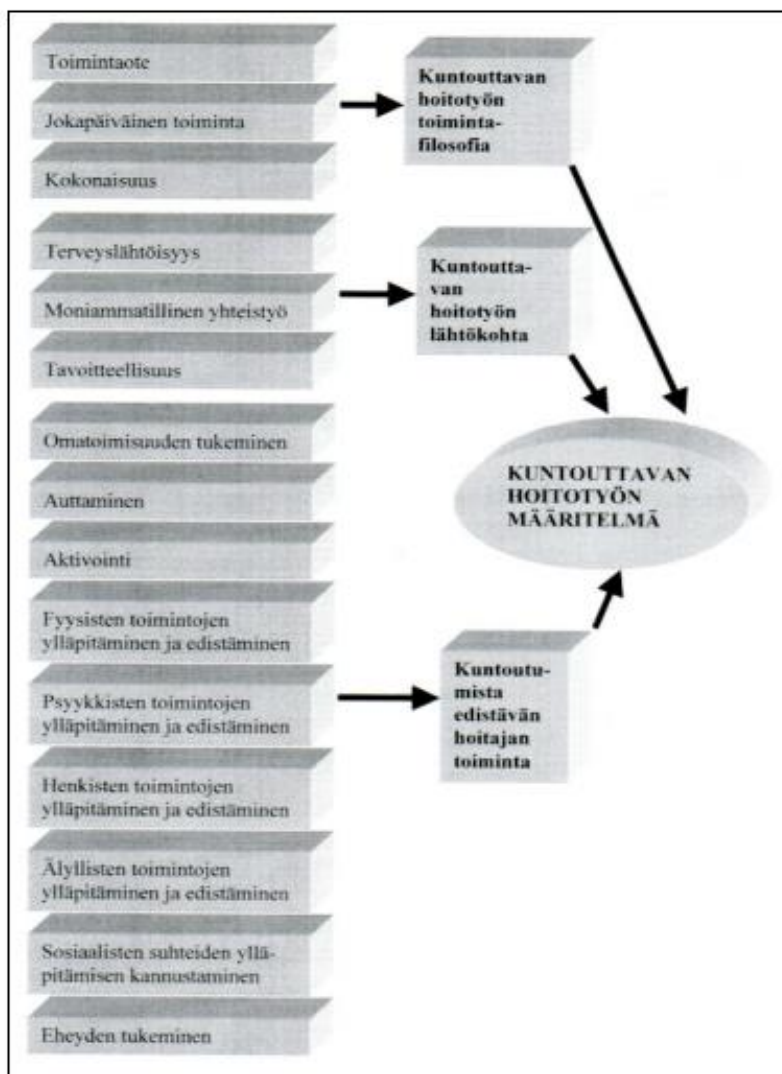 Toimintaote
Jokapäiväinen toiminta
Kokonaisuus
Kuntouttavan
hoitotyön
toiminta-
filosofia
Terveyslähtöisyys
Moniammatillinen yhteistyö
Tavoitteellisuus
Kuntoutta-
van
hoitotyön
lähtökohta
Omatoimisuuden tukeminen
Auttaminen
Aktivointi
Fyysisten toimintojen
ylläpitäminen ja edistäminen
Psyykkisten toimintojen
ylläpitäminen ja edistäminen
Henkisten toimintojen
ylläpitäminen ja edistäminen
Älyllisten toimintojen
ylläpitäminen ja edistäminen
Sosiaalisten suhteiden yllä-
pitämisen kannustaminen
Eheyden tukeminen
Kuntoutu-
mista
edistävän
hoitajan
toiminta
KUNTOUTTAVAN
HOITOTYÖN
MÄÄRITELMÄ